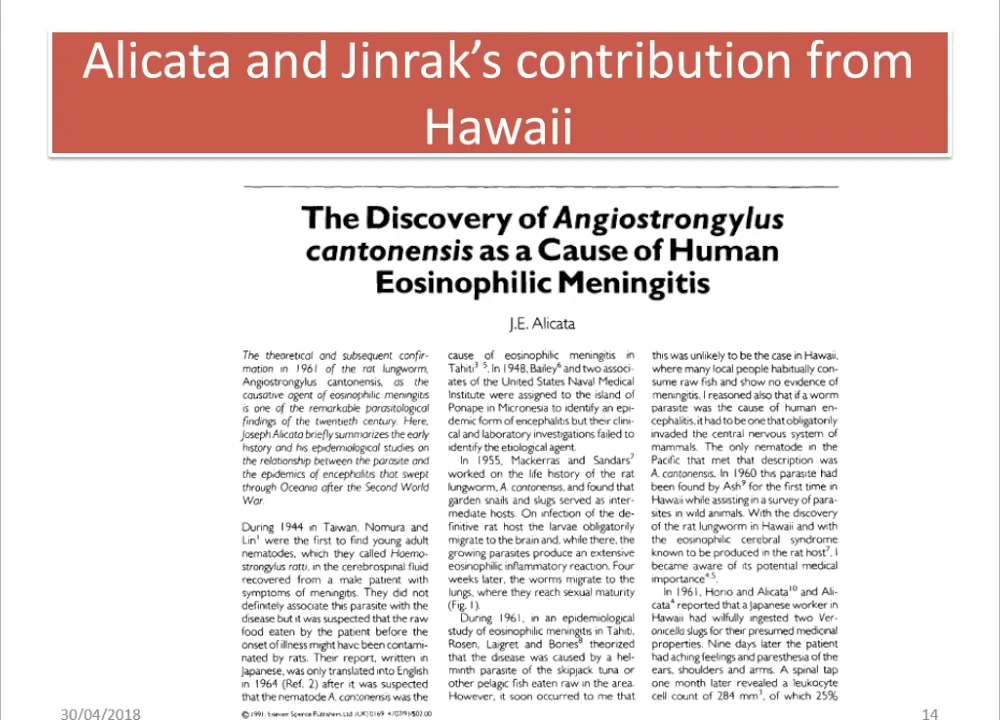 Alicata and Jinrak’s contribution from
Hawaii
The Discovery of Angiostrongylus
cantonensis as a Cause of Human
Eosinophilic Meningitis
J.E. Alicata
The theoretical and subsequent confir-
mation in 1961 of the rat lungworm,
Angiostrongylus cantonensis, as the
causative agent of eosinophilic meningitis
is one of the remarkable parasitological
findings of the twentieth century. Here,
Joseph Alicata briefly summarizes the early
history and his epidemiological studies on
the relationship between the parasite and
the epidemics of encephalitis that swept
through Oceania after the Second World
War.
During 1944 in Taiwan, Nomura and
Lin1 were the first to find young adult
nematodes, which they called Haemo-
strongylus ratti, in the cerebrospinal fluid
recovered from a male patient with
symptoms of meningitis. They did not
definitely associate this parasite with the
disease but it was suspected that the raw
food eaten by the patient before the
onset of illness might have been contami-
nated by rats. Their report, written in
Japanese, was only translated into English
in 1964 (Ref. 2) after it was suspected
that the nematode A. cantonensis was the
cause of eosinophilic meningitis in
Tahiti3 5. In 1948, Bailey6 and two associ-
ates of the United States Naval Medical
Institute were assigned to the island of
Ponape in Micronesia to identify an epi-
demic form of encephalitis but their clini-
cal and laboratory investigations failed to
identify the etiological agent.
In 1955, Mackerras and Sandars7
worked on the life history of the rat
lungworm, A. cantonensis, and found that
garden snails and slugs served as inter-
mediate hosts. On infection of the de-
finitive rat host the larvae obligatorily
migrate to the brain and, while there, the
growing parasites produce an extensive
eosinophilic inflammatory reaction. Four
weeks later, the worms migrate to the
lungs, where they reach sexual maturity
(Fig. 1).
During 1961, in an epidemiological
study of eosinophilic meningitis in Tahiti,
Rosen, Laigret and Bories8 theorized
that the disease was caused by a hel-
minth parasite of the skipjack tuna or
other pelagic fish eaten raw in the area.
However, it soon occurred to me that
this was unlikely to be the case in Hawaii,
where many local people habitually con-
sume raw fish and show no evidence of
meningitis. I reasoned also that if a worm
parasite was the cause of human en-
cephalitis, it had to be one that obligatorily
invaded the central nervous system of
mammals. The only nematode in the
Pacific that met that description was
A. cantonensis. In 1960 this parasite had
been found by Ash9 for the first time in
Hawaii while assisting in a survey of para-
sites in wild animals. With the discovery
of the rat lungworm in Hawaii and with
the eosinophilic cerebral syndrome
known to be produced in the rat host7, I
became aware of its potential medical
importance4,5.
In 1961, Horio and Alicata10 and Ali-
cata4 reported that a Japanese worker in
Hawaii had wilfully ingested two Ver-
onicella slugs for their presumed medicinal
properties. Nine days later the patient
had aching feelings and paresthesia of the
ears, shoulders and arms. A spinal tap
one month later revealed a leukocyte
cell count of 284 mm3, of which 25%
© 1991, Elsevier Science Publishers Ltd, (UK)
30/04/2018
14